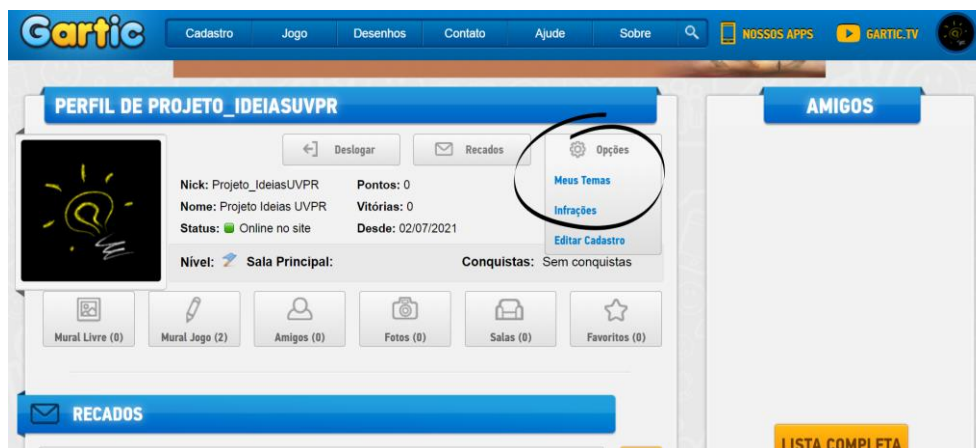 Gartic
Cadastro Jogo Desenhos Contato Ajude Sobre NOSSOS APPS GARTIC.TV
PERFIL DE PROJETO_IDEIASUVPR
AMIGOS
Deslogar Recados Opções
Meus Temas
Infrações
Editar Cadastro
Nick: Projeto_IdeiasUVPR Pontos: 0
Nome: Projeto Ideias UVPR Vitórias: 0
Status: Online no site Desde: 02/07/2021
Nível: Sala Principal: Conquistas: Sem conquistas
Mural Livre (0) Mural Jogo (2) Amigos (0) Fotos (0) Salas (0) Favoritos (0)
RECADOS
LISTA COMPLETA